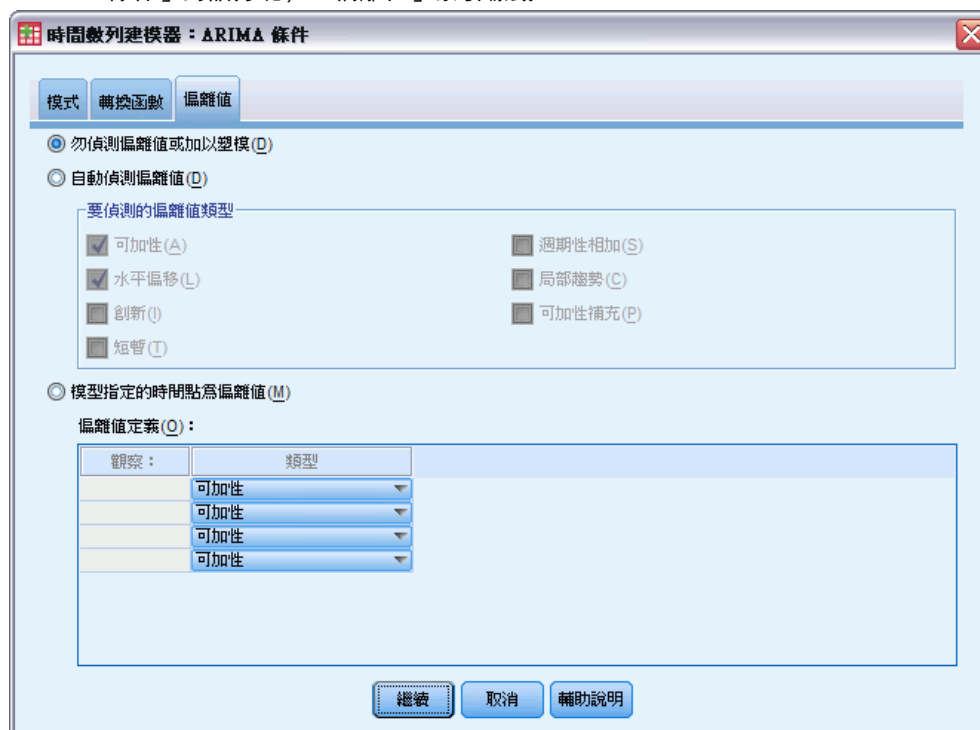 時間數列建模器：ARIMA 條件
模式 轉換函數 偏離值
勿偵測偏離值或加以塑模(D)
自動偵測偏離值(D)
要偵測的偏離值類型
可加性(A) 週期性相加(S)
水平偏移(L) 局部趨勢(C)
創新(I) 可加性補充(P)
短暫(T)
模型指定的時間點為偏離值(M)
偏離值定義(O)：
觀察： 類型
可加性
可加性
可加性
可加性
繼續 取消 輔助說明